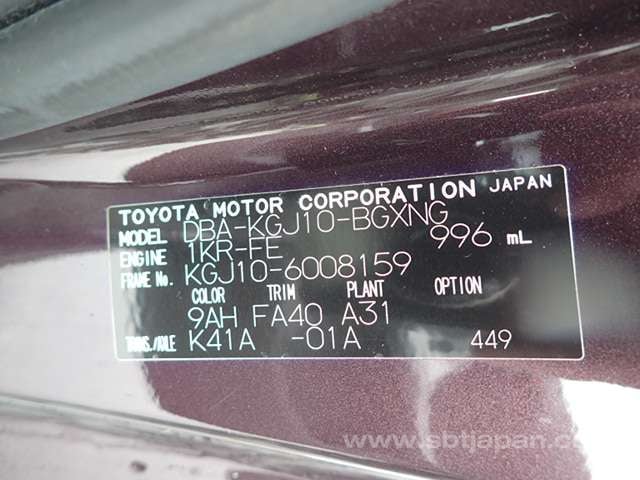 TOYOTA MOTOR CORPORATION JAPAN
MODEL DBA-KGJ10-BGXNG
ENGINE 1KR-FE 996 mL
FRAME No. KGJ10-6008159
COLOR TRIM PLANT OPTION
9AH FA40 A31
TRANS./AXLE K41A -01A 449
www.sbtjapan.c